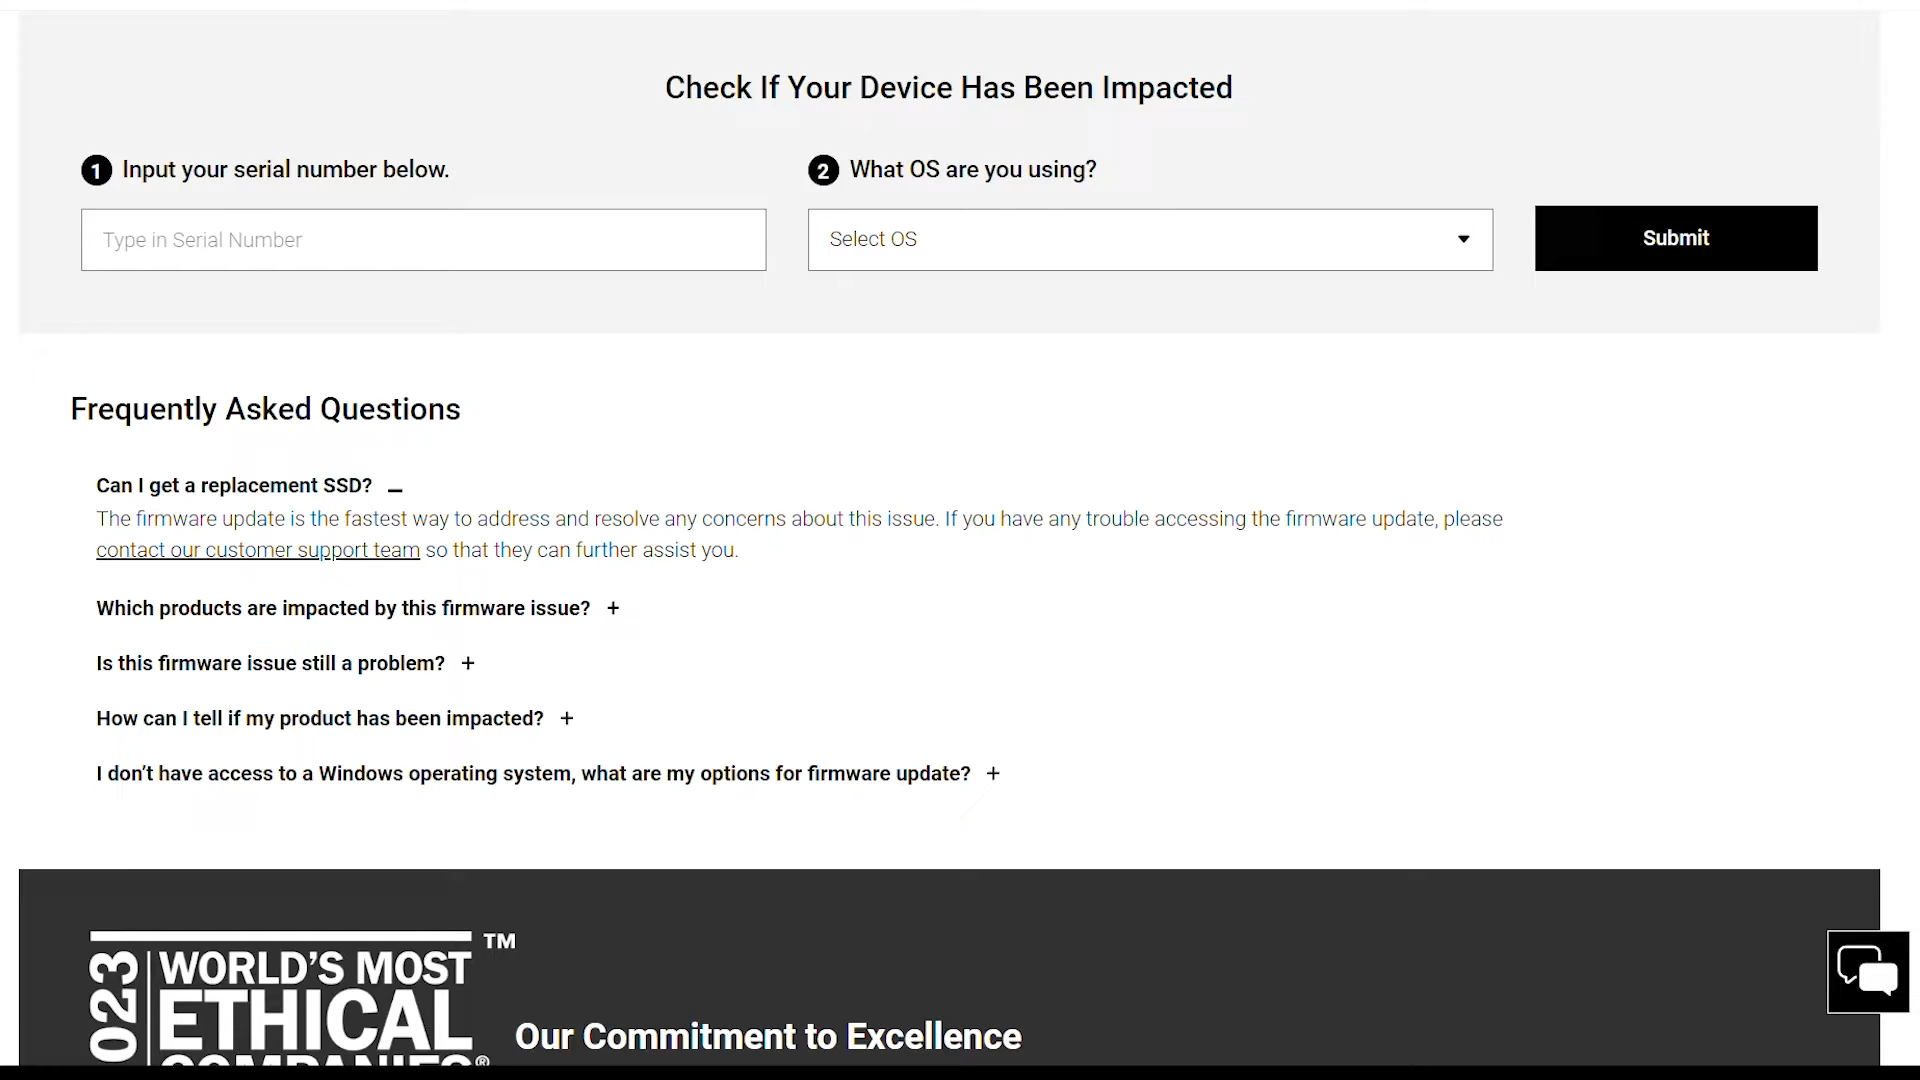 Check If Your Device Has Been Impacted
1 Input your serial number below.
2 What OS are you using?
Type in Serial Number
Select OS
Submit
Frequently Asked Questions
Can I get a replacement SSD? –
The firmware update is the fastest way to address and resolve any concerns about this issue. If you have any trouble accessing the firmware update, please
contact our customer support team so that they can further assist you.
Which products are impacted by this firmware issue? +
Is this firmware issue still a problem? +
How can I tell if my product has been impacted? +
I don’t have access to a Windows operating system, what are my options for firmware update? +
023
WORLD’S MOST ™
ETHICAL
COMPANIES®
Our Commitment to Excellence